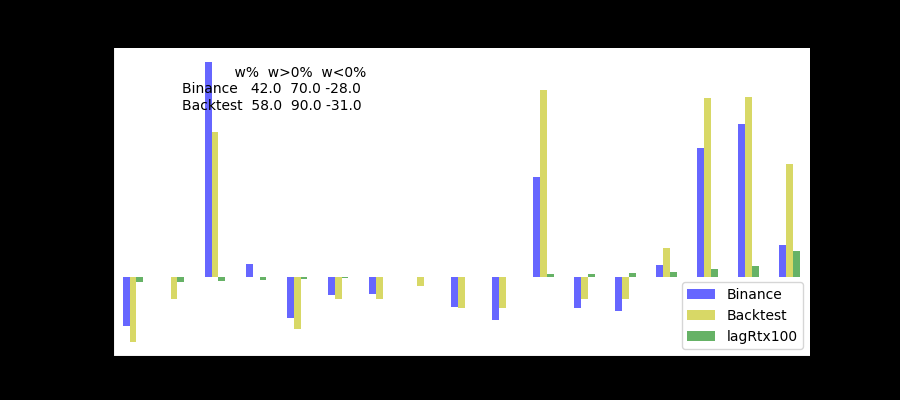 w% w>0% w<0%
Binance 42.0 70.0 -28.0
Backtest 58.0 90.0 -31.0
Binance
Backtest
lagRtx100